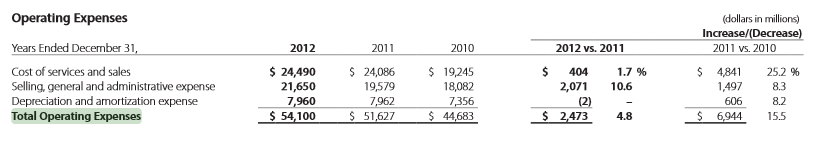 Operating Expenses (dollars in millions)
Increase/(Decrease)
Years Ended December 31, 2012 2011 2010 2012 vs. 2011 2011 vs. 2010
Cost of services and sales $ 24,490 $ 24,086 $ 19,245 $ 404 1.7 % $ 4,841 25.2 %
Selling, general and administrative expense 21,650 19,579 18,082 2,071 10.6 1,497 8.3
Depreciation and amortization expense 7,960 7,962 7,356 (2) – 606 8.2
Total Operating Expenses $ 54,100 $ 51,627 $ 44,683 $ 2,473 4.8 $ 6,944 15.5